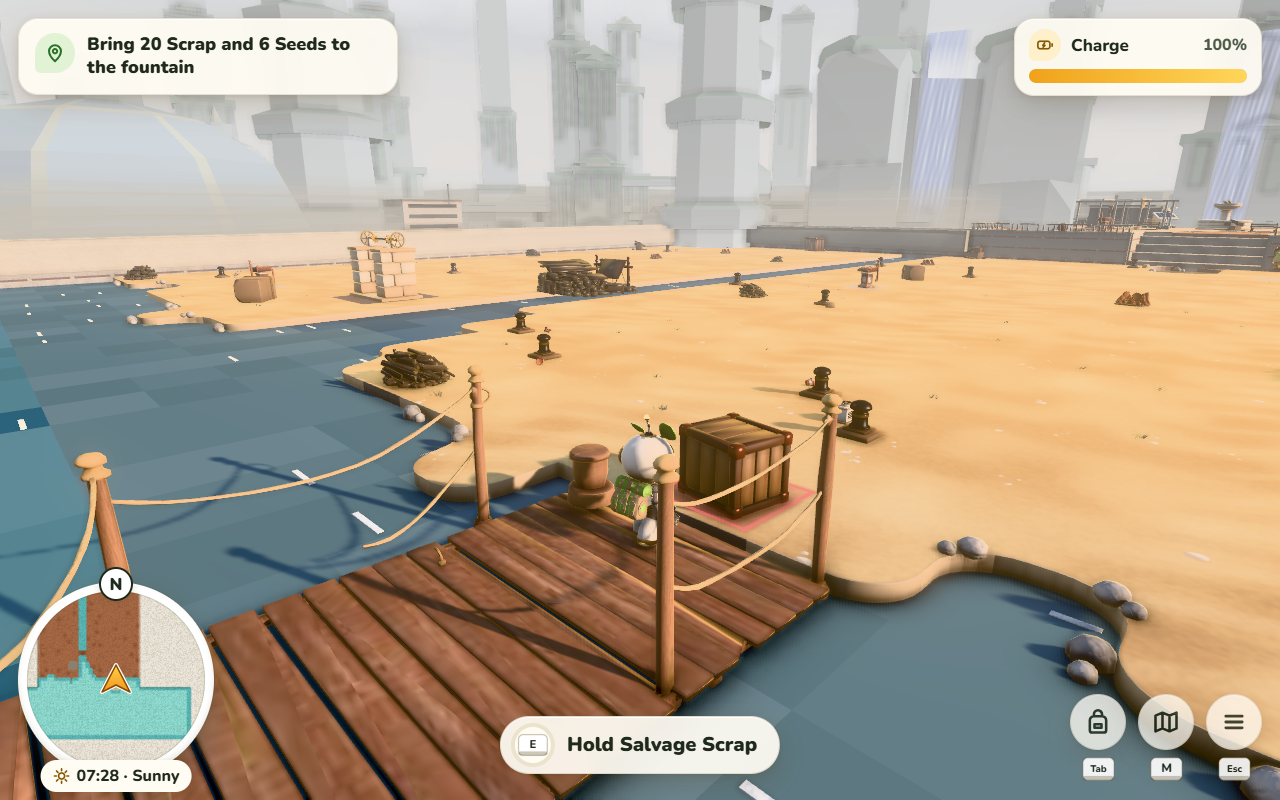 Bring 20 Scrap and 6 Seeds to
the fountain
Charge 100%
N
07:28 · Sunny
E Hold Salvage Scrap
Tab M Esc